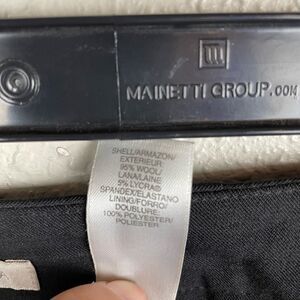 MAINETTI GROUP.COM
SHELL/ARMAZON/
EXTERIEUR:
95% WOOL/
LANA/LAINE
5% LYCRA®
SPANDEX/ELASTANO
LINING/FORRO/
DOUBLURE:
100% POLYESTER/
POLIESTER